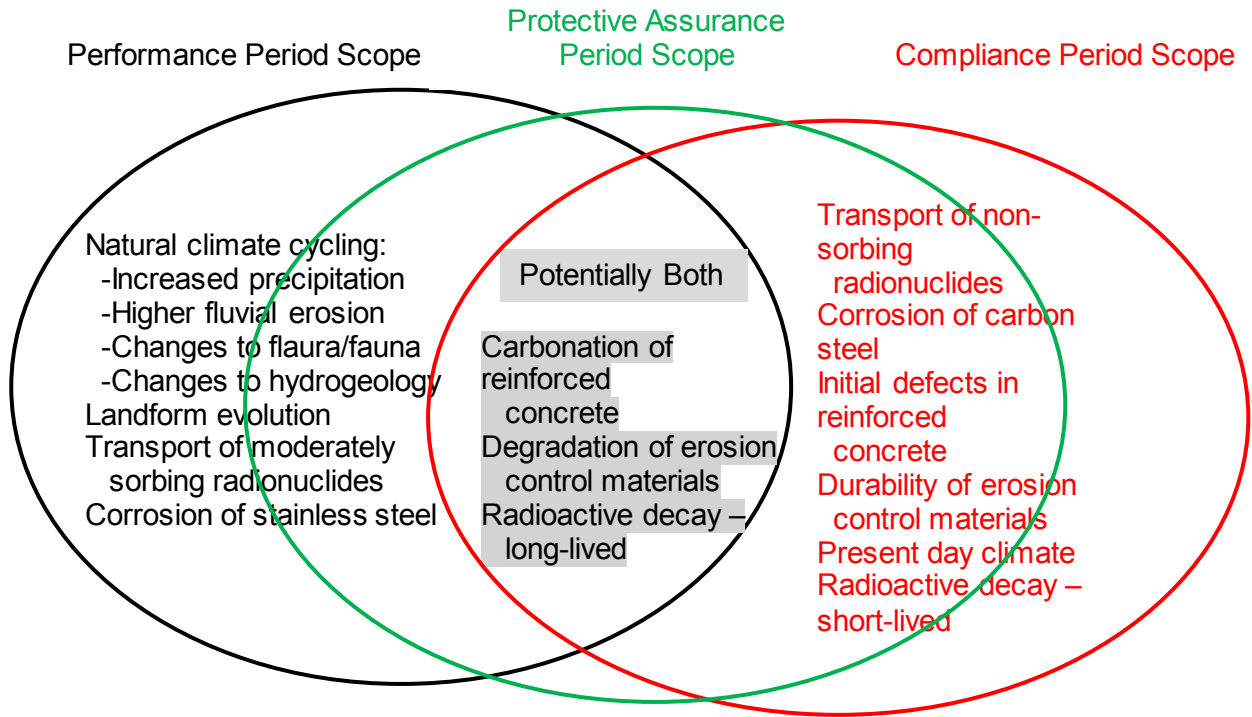 Protective Assurance
Period Scope
Performance Period Scope
Compliance Period Scope
Natural climate cycling:
-Increased precipitation
-Higher fluvial erosion
-Changes to flaura/fauna
-Changes to hydrogeology
Landform evolution
Transport of moderately
sorbing radionuclides
Corrosion of stainless steel
Potentially Both
Carbonation of
reinforced
concrete
Degradation of erosion
control materials
Radioactive decay –
long-lived
Transport of non-
sorbing
radionuclides
Corrosion of carbon
steel
Initial defects in
reinforced
concrete
Durability of erosion
control materials
Present day climate
Radioactive decay –
short-lived